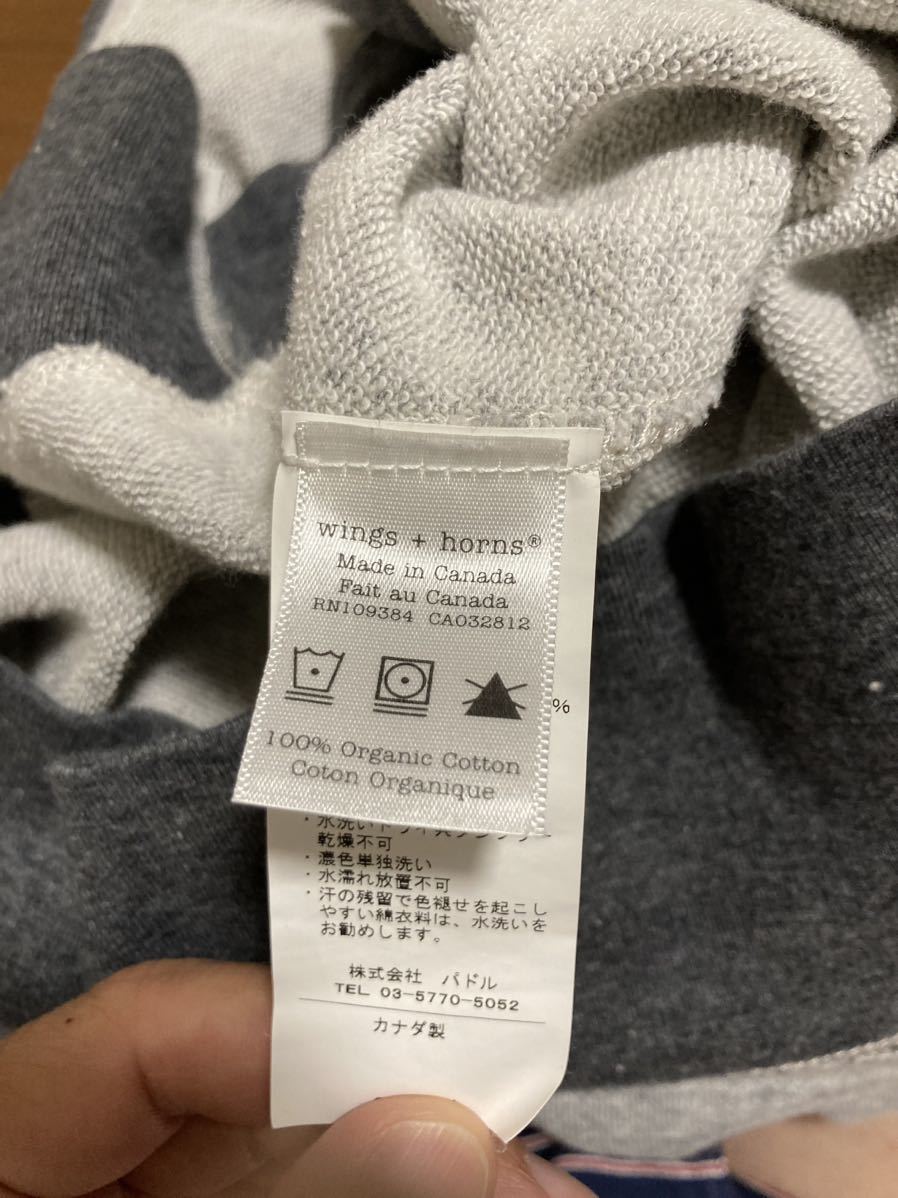 wings + horns®
Made in Canada
Fait au Canada
RN109384 CA032812
%
100% Organic Cotton
Coton Organique
乾燥不可
・濃色単独洗い
・水濡れ放置不可
・汗の残留で色褪せを起こし
やすい綿衣料は、水洗いを
お勧めします。
株式会社 パドル
TEL 03-5770-5052
カナダ製